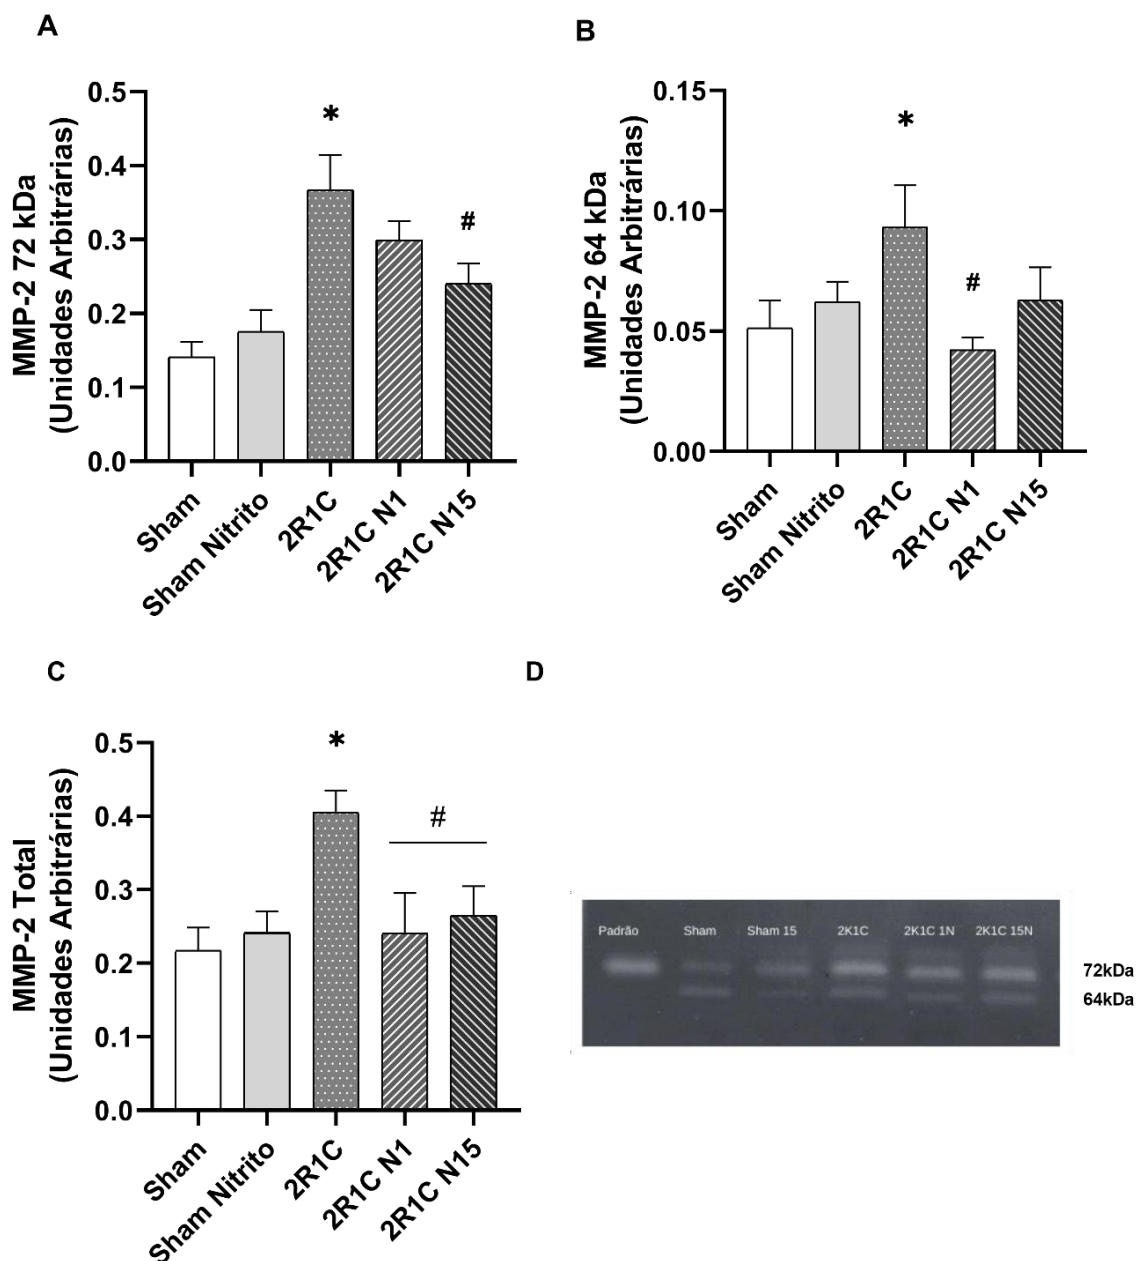 A
MMP-2 72 kDa
(Unidades Arbitrárias)
0.5
0.4
0.3
0.2
0.1
0.0
*
#
Sham
Sham Nitrito
2R1C
2R1C N1
2R1C N15
B
MMP-2 64 kDa
(Unidades Arbitrárias)
0.15
0.10
0.05
0.00
*
#
Sham
Sham Nitrito
2R1C
2R1C N1
2R1C N15
C
MMP-2 Total
(Unidades Arbitrárias)
0.5
0.4
0.3
0.2
0.1
0.0
*
#
Sham
Sham Nitrito
2R1C
2R1C N1
2R1C N15
D
Padrão Sham Sham 15 2K1C 2K1C 1N 2K1C 15N
72kDa
64kDa